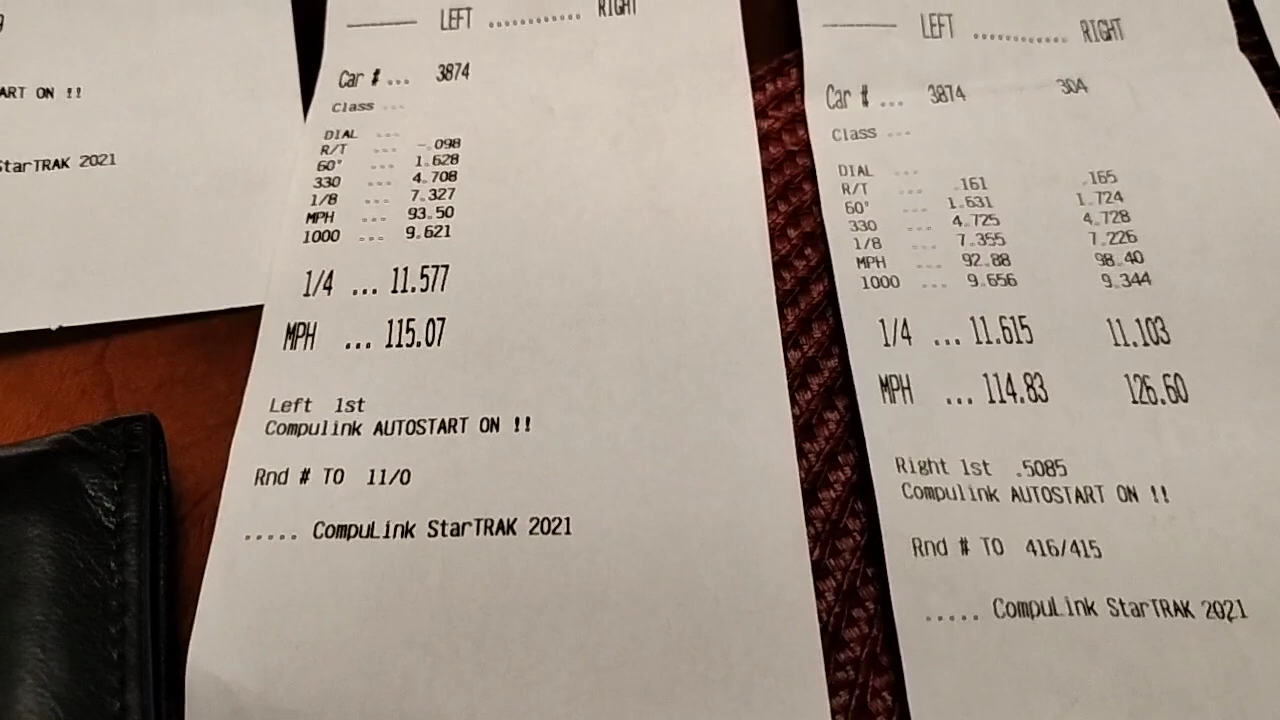 9
ART ON !!
StarTRAK 2021
LEFT ............ RIGHT
Car # ... 3874
Class ...
DIAL ...
R/T ... -.098
60' ... 1.628
330 ... 4.708
1/8 ... 7.327
MPH ... 93.50
1000 ... 9.621
1/4 ... 11.577
MPH ... 115.07
Left 1st
Compulink AUTOSTART ON !!
Rnd # TO 11/0
..... CompuLink StarTRAK 2021
LEFT ............ RIGHT
Car # ... 3874 304
Class ...
DIAL ...
R/T ... .161 .165
60' ... 1.631 1.724
330 ... 4.725 4.728
1/8 ... 7.355 7.226
MPH ... 92.88 98.40
1000 ... 9.656 9.344
1/4 ... 11.615 11.103
MPH ... 114.83 126.60
Right 1st .5085
Compulink AUTOSTART ON !!
Rnd # TO 416/415
..... CompuLink StarTRAK 2021